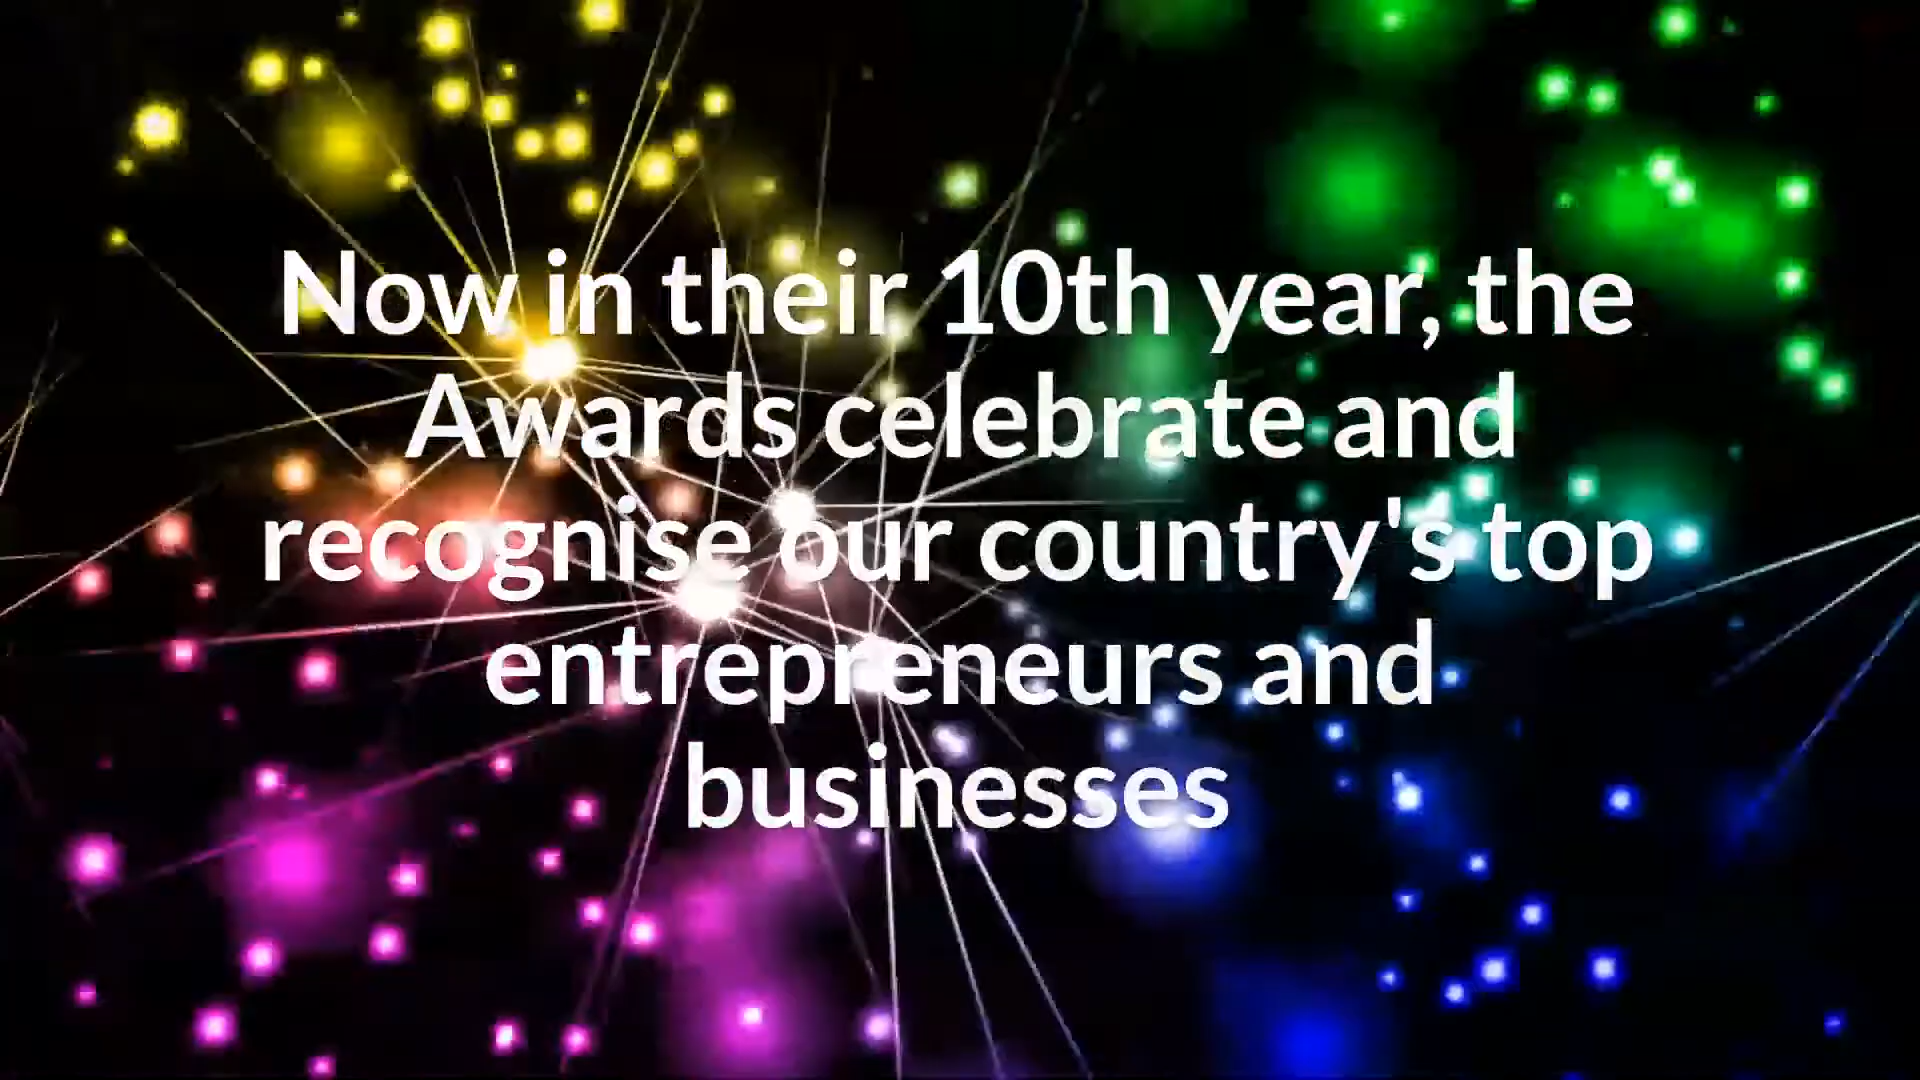 Now in their 10th year, the
Awards celebrate and
recognise our country's top
entrepreneurs and
businesses